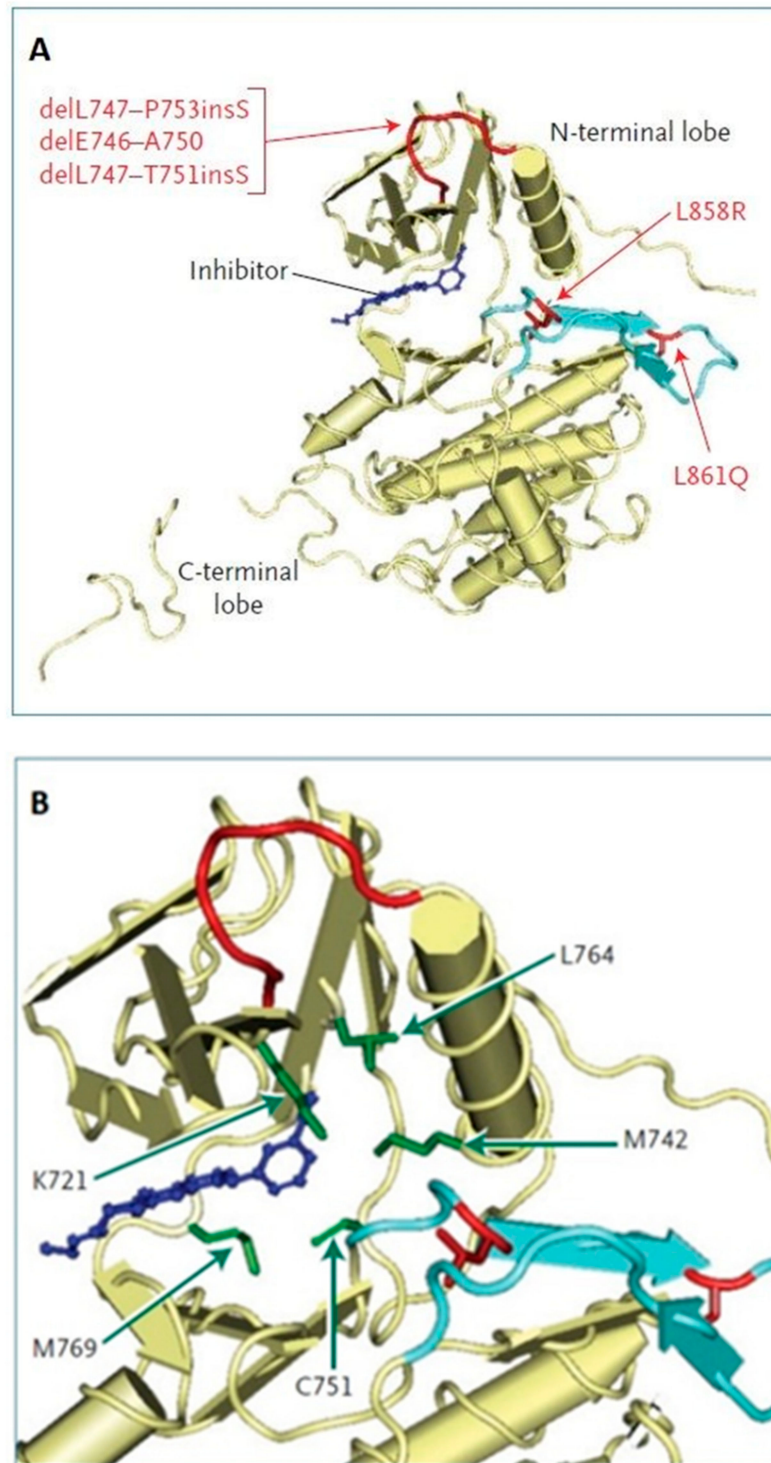 A
delL747–P753insS
delE746–A750
delL747–T751insS
N-terminal lobe
L858R
Inhibitor
L861Q
C-terminal
lobe
B
L764
M742
K721
M769
C751